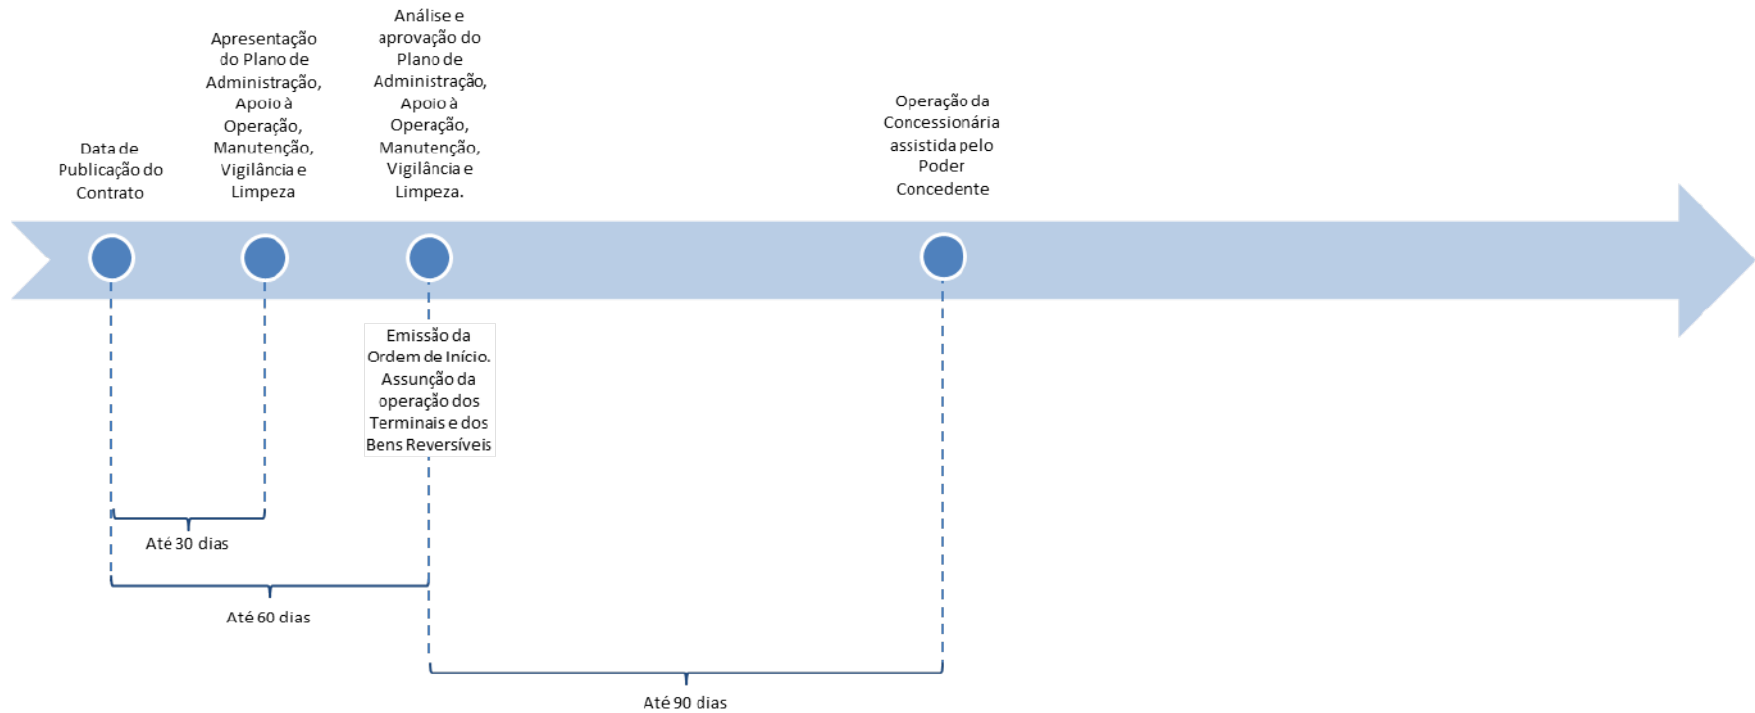 Data de
Publicação do
Contrato
Apresentação
do Plano de
Administração,
Apoio à
Operação,
Manutenção,
Vigilância e
Limpeza
Análise e
aprovação do
Plano de
Administração,
Apoio à
Operação,
Manutenção,
Vigilância e
Limpeza.
Operação da
Concessionária
assistida pelo
Poder
Concedente
Emissão da
Ordem de Início.
Assunção da
operação dos
Terminais e dos
Bens Reversíveis
Até 30 dias
Até 60 dias
Até 90 dias